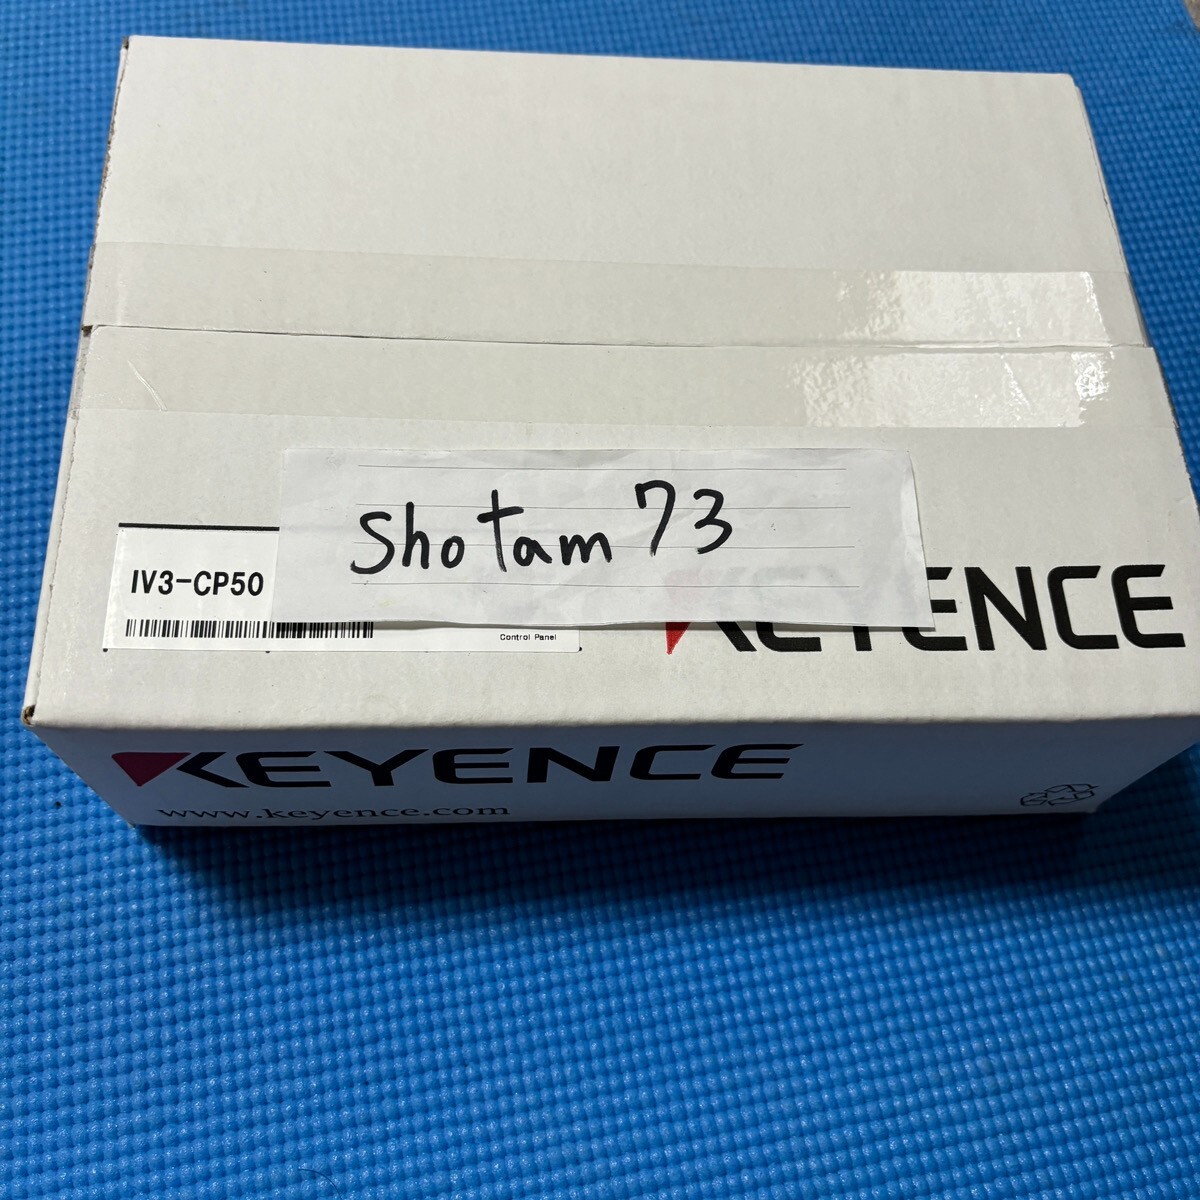 Shotam 73
IV3-CP50
Control Panel
KEYENCE
KEYENCE
www.keyence.com